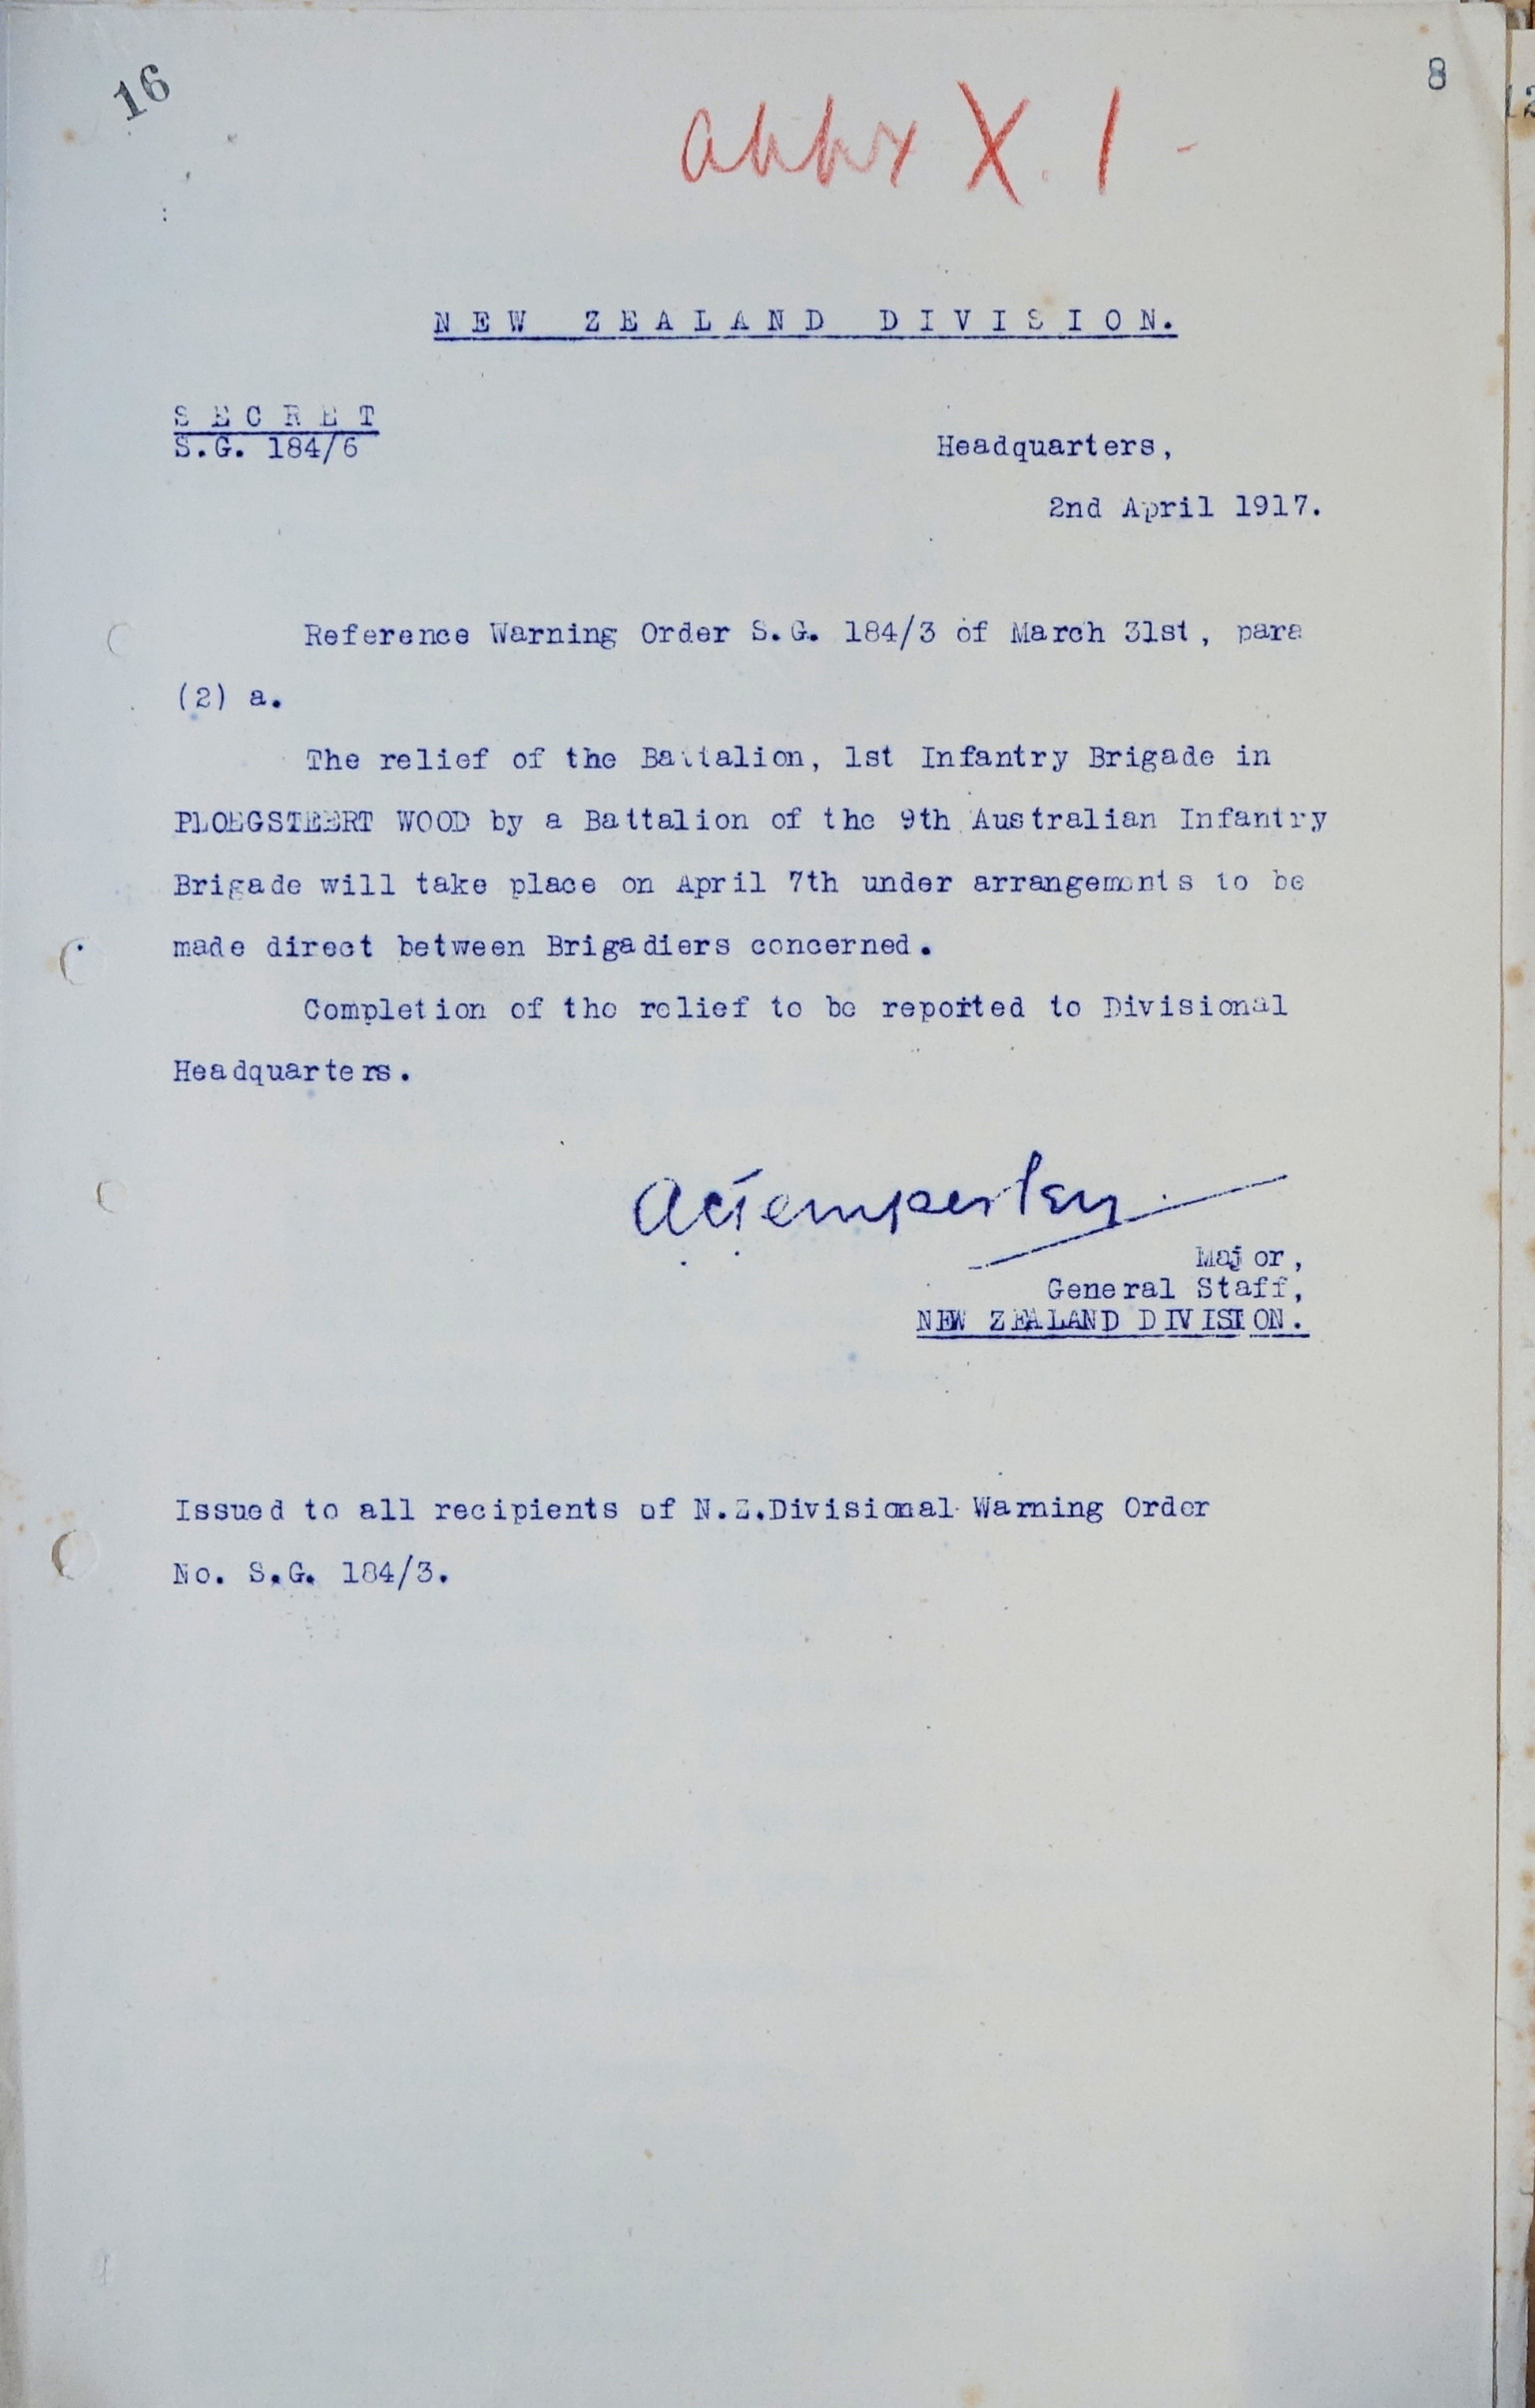 16
8
appx X. 1 -
NEW ZEALAND DIVISION.
SECRET
S.G. 184/6
Headquarters,
2nd April 1917.
Reference Warning Order S.G. 184/3 of March 31st, para
(2) a.
The relief of the Battalion, 1st Infantry Brigade in
PLOEGSTEERT WOOD by a Battalion of the 9th Australian Infantry
Brigade will take place on April 7th under arrangements to be
made direct between Brigadiers concerned.
Completion of the relief to be reported to Divisional
Headquarters.
ACTemperley
Major,
General Staff,
NEW ZEALAND DIVISION.
Issued to all recipients of N.Z.Divisional Warning Order
No. S.G. 184/3.